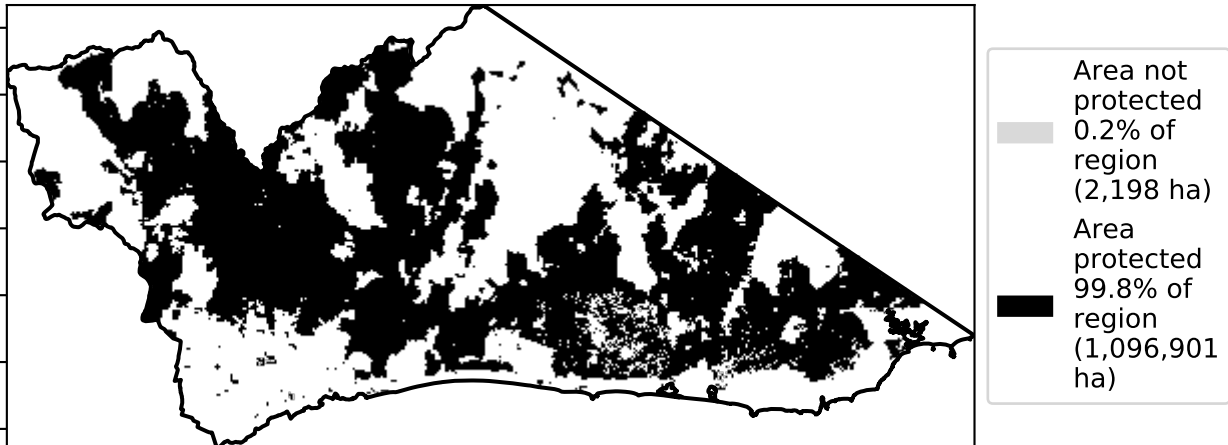 Area not
protected
0.2% of
region
(2,198 ha)
Area
protected
99.8% of
region
(1,096,901
ha)